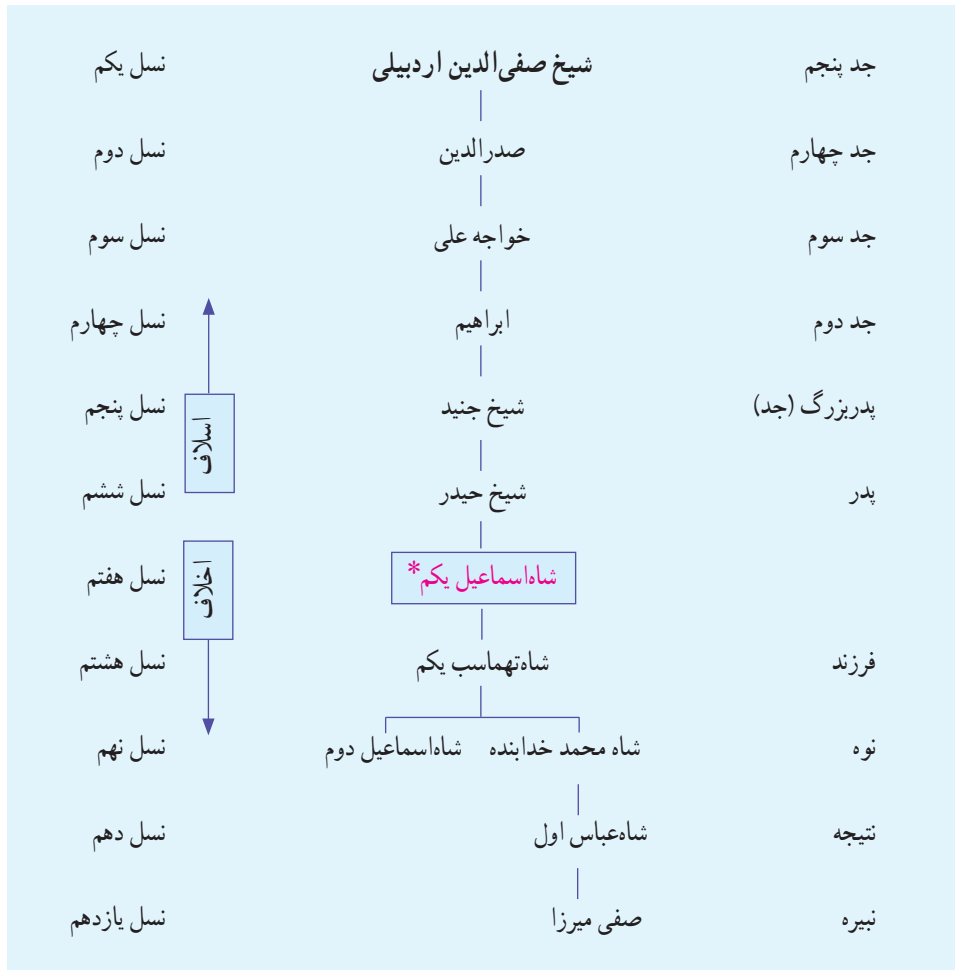 جد پنجم شیخ صفی‌الدین اردبیلی نسل یکم
جد چهارم صدرالدین نسل دوم
جد سوم خواجه علی نسل سوم
جد دوم ابراهیم نسل چهارم
پدربزرگ (جد) شیخ جنید نسل پنجم
اسلاف
پدر شیخ حیدر نسل ششم
شاه‌اسماعیل یکم* نسل هفتم
اخلاف
فرزند شاه‌تهماسب یکم نسل هشتم
نوه شاه محمد خدابنده شاه‌اسماعیل دوم نسل نهم
نتیجه شاه‌عباس اول نسل دهم
نبیره صفی میرزا نسل یازدهم